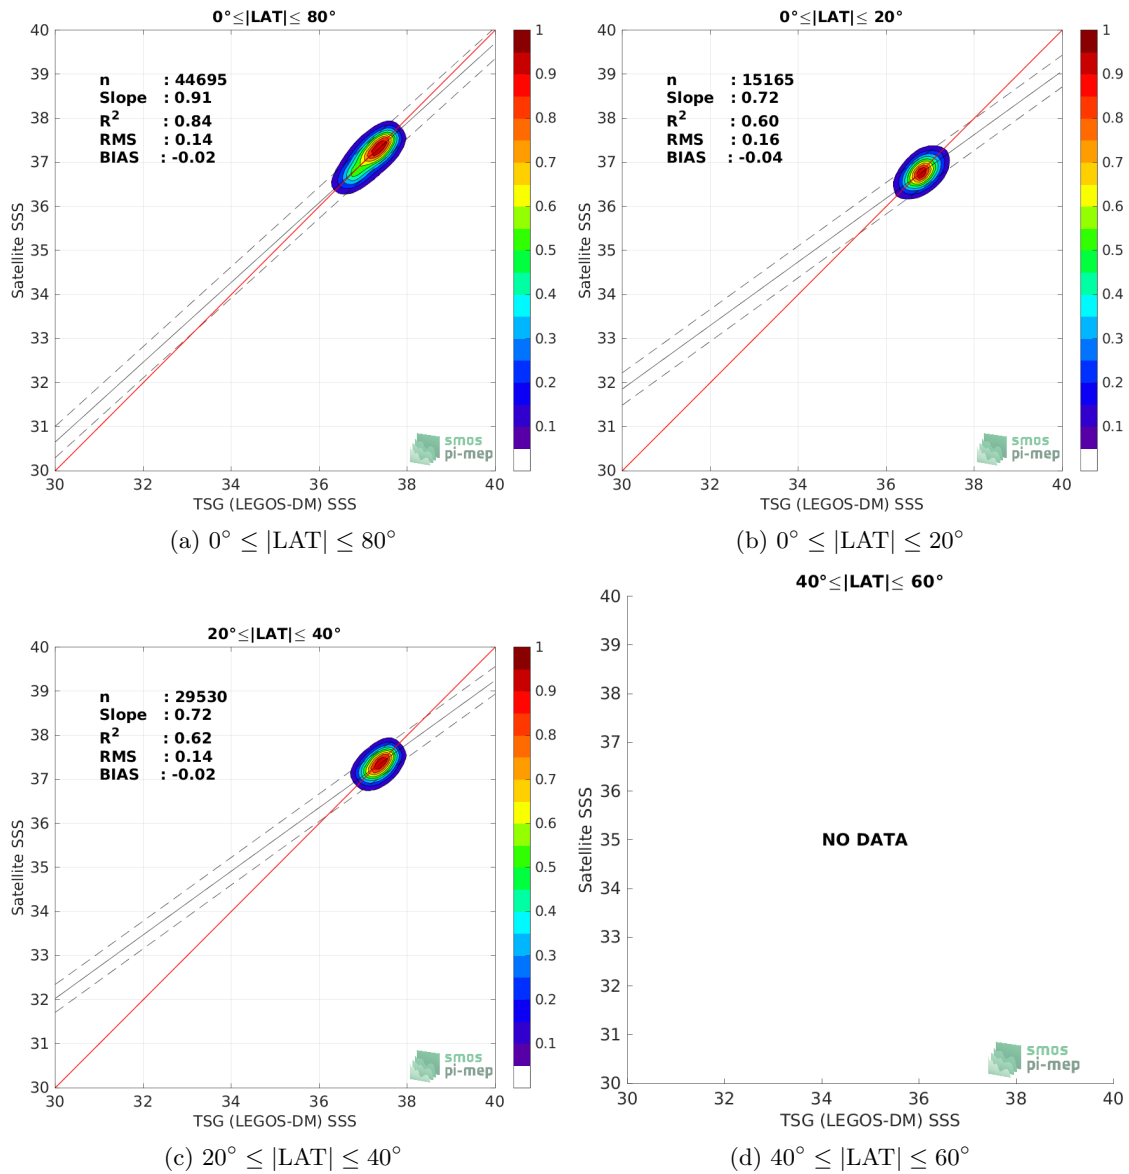 0°≤|LAT|≤ 80°
40
39
38
37
36
35
34
33
32
31
30
Satellite SSS
n : 44695
Slope : 0.91
R2 : 0.84
RMS : 0.14
BIAS : -0.02
smos
pi-mep
30 32 34 36 38 40
TSG (LEGOS-DM) SSS
1
0.9
0.8
0.7
0.6
0.5
0.4
0.3
0.2
0.1
(a) 0° ≤ |LAT| ≤ 80°
0°≤|LAT|≤ 20°
40
39
38
37
36
35
34
33
32
31
30
Satellite SSS
n : 15165
Slope : 0.72
R2 : 0.60
RMS : 0.16
BIAS : -0.04
smos
pi-mep
30 32 34 36 38 40
TSG (LEGOS-DM) SSS
1
0.9
0.8
0.7
0.6
0.5
0.4
0.3
0.2
0.1
(b) 0° ≤ |LAT| ≤ 20°
20°≤|LAT|≤ 40°
40
39
38
37
36
35
34
33
32
31
30
Satellite SSS
n : 29530
Slope : 0.72
R2 : 0.62
RMS : 0.14
BIAS : -0.02
smos
pi-mep
30 32 34 36 38 40
TSG (LEGOS-DM) SSS
1
0.9
0.8
0.7
0.6
0.5
0.4
0.3
0.2
0.1
(c) 20° ≤ |LAT| ≤ 40°
40°≤|LAT|≤ 60°
40
39
38
37
36
35
34
33
32
31
30
Satellite SSS
NO DATA
smos
pi-mep
30 32 34 36 38 40
TSG (LEGOS-DM) SSS
(d) 40° ≤ |LAT| ≤ 60°